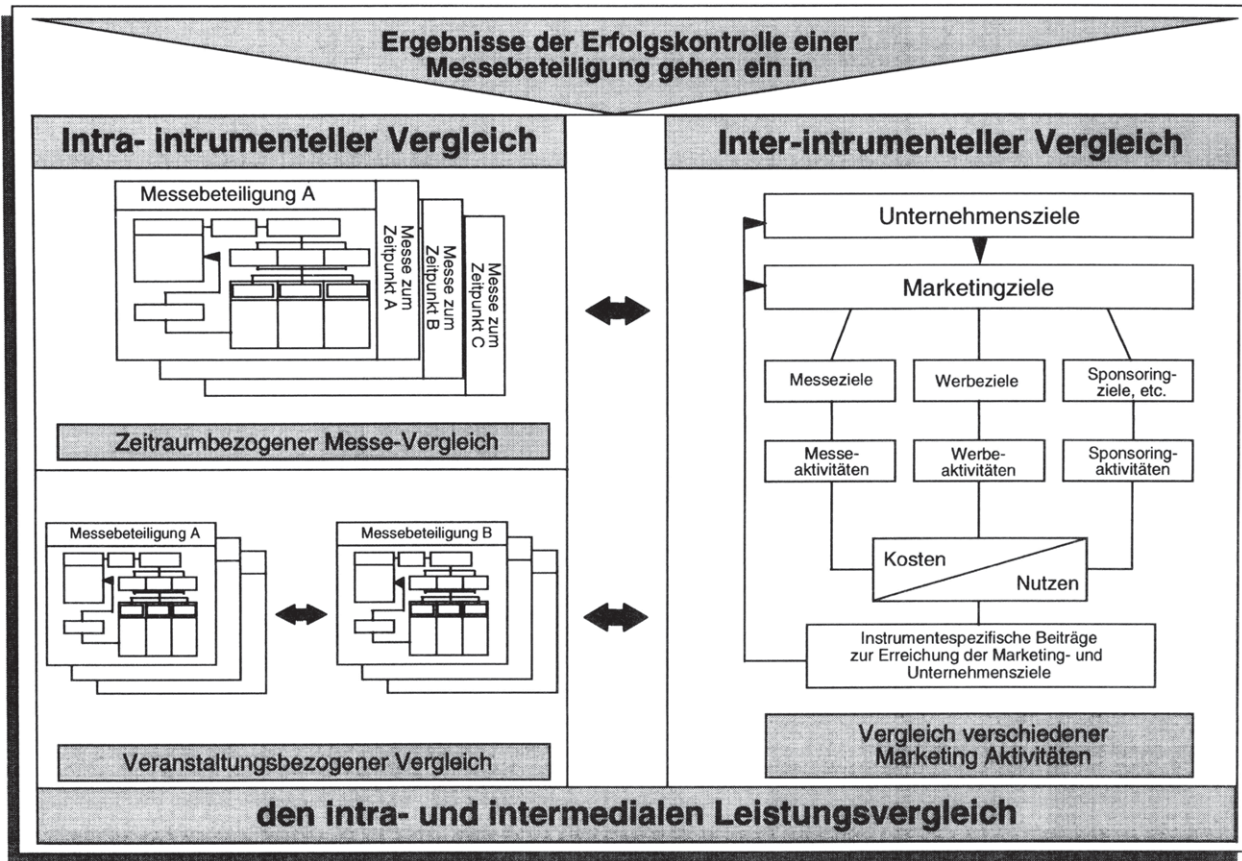 Ergebnisse der Erfolgskontrolle einer
Messebeteiligung gehen ein in
Intra- intrumenteller Vergleich
Messebeteiligung A
Messe zum
Zeitpunkt A
Messe zum
Zeitpunkt B
Messe zum
Zeitpunkt C
Zeitraumbezogener Messe-Vergleich
Messebeteiligung A
Messebeteiligung B
Veranstaltungsbezogener Vergleich
Inter-intrumenteller Vergleich
Unternehmensziele
Marketingziele
Messeziele
Werbeziele
Sponsoring-
ziele, etc.
Messe-
aktivitäten
Werbe-
aktivitäten
Sponsoring-
aktivitäten
Kosten
Nutzen
Instrumentespezifische Beiträge
zur Erreichung der Marketing- und
Unternehmensziele
Vergleich verschiedener
Marketing Aktivitäten
den intra- und intermedialen Leistungsvergleich